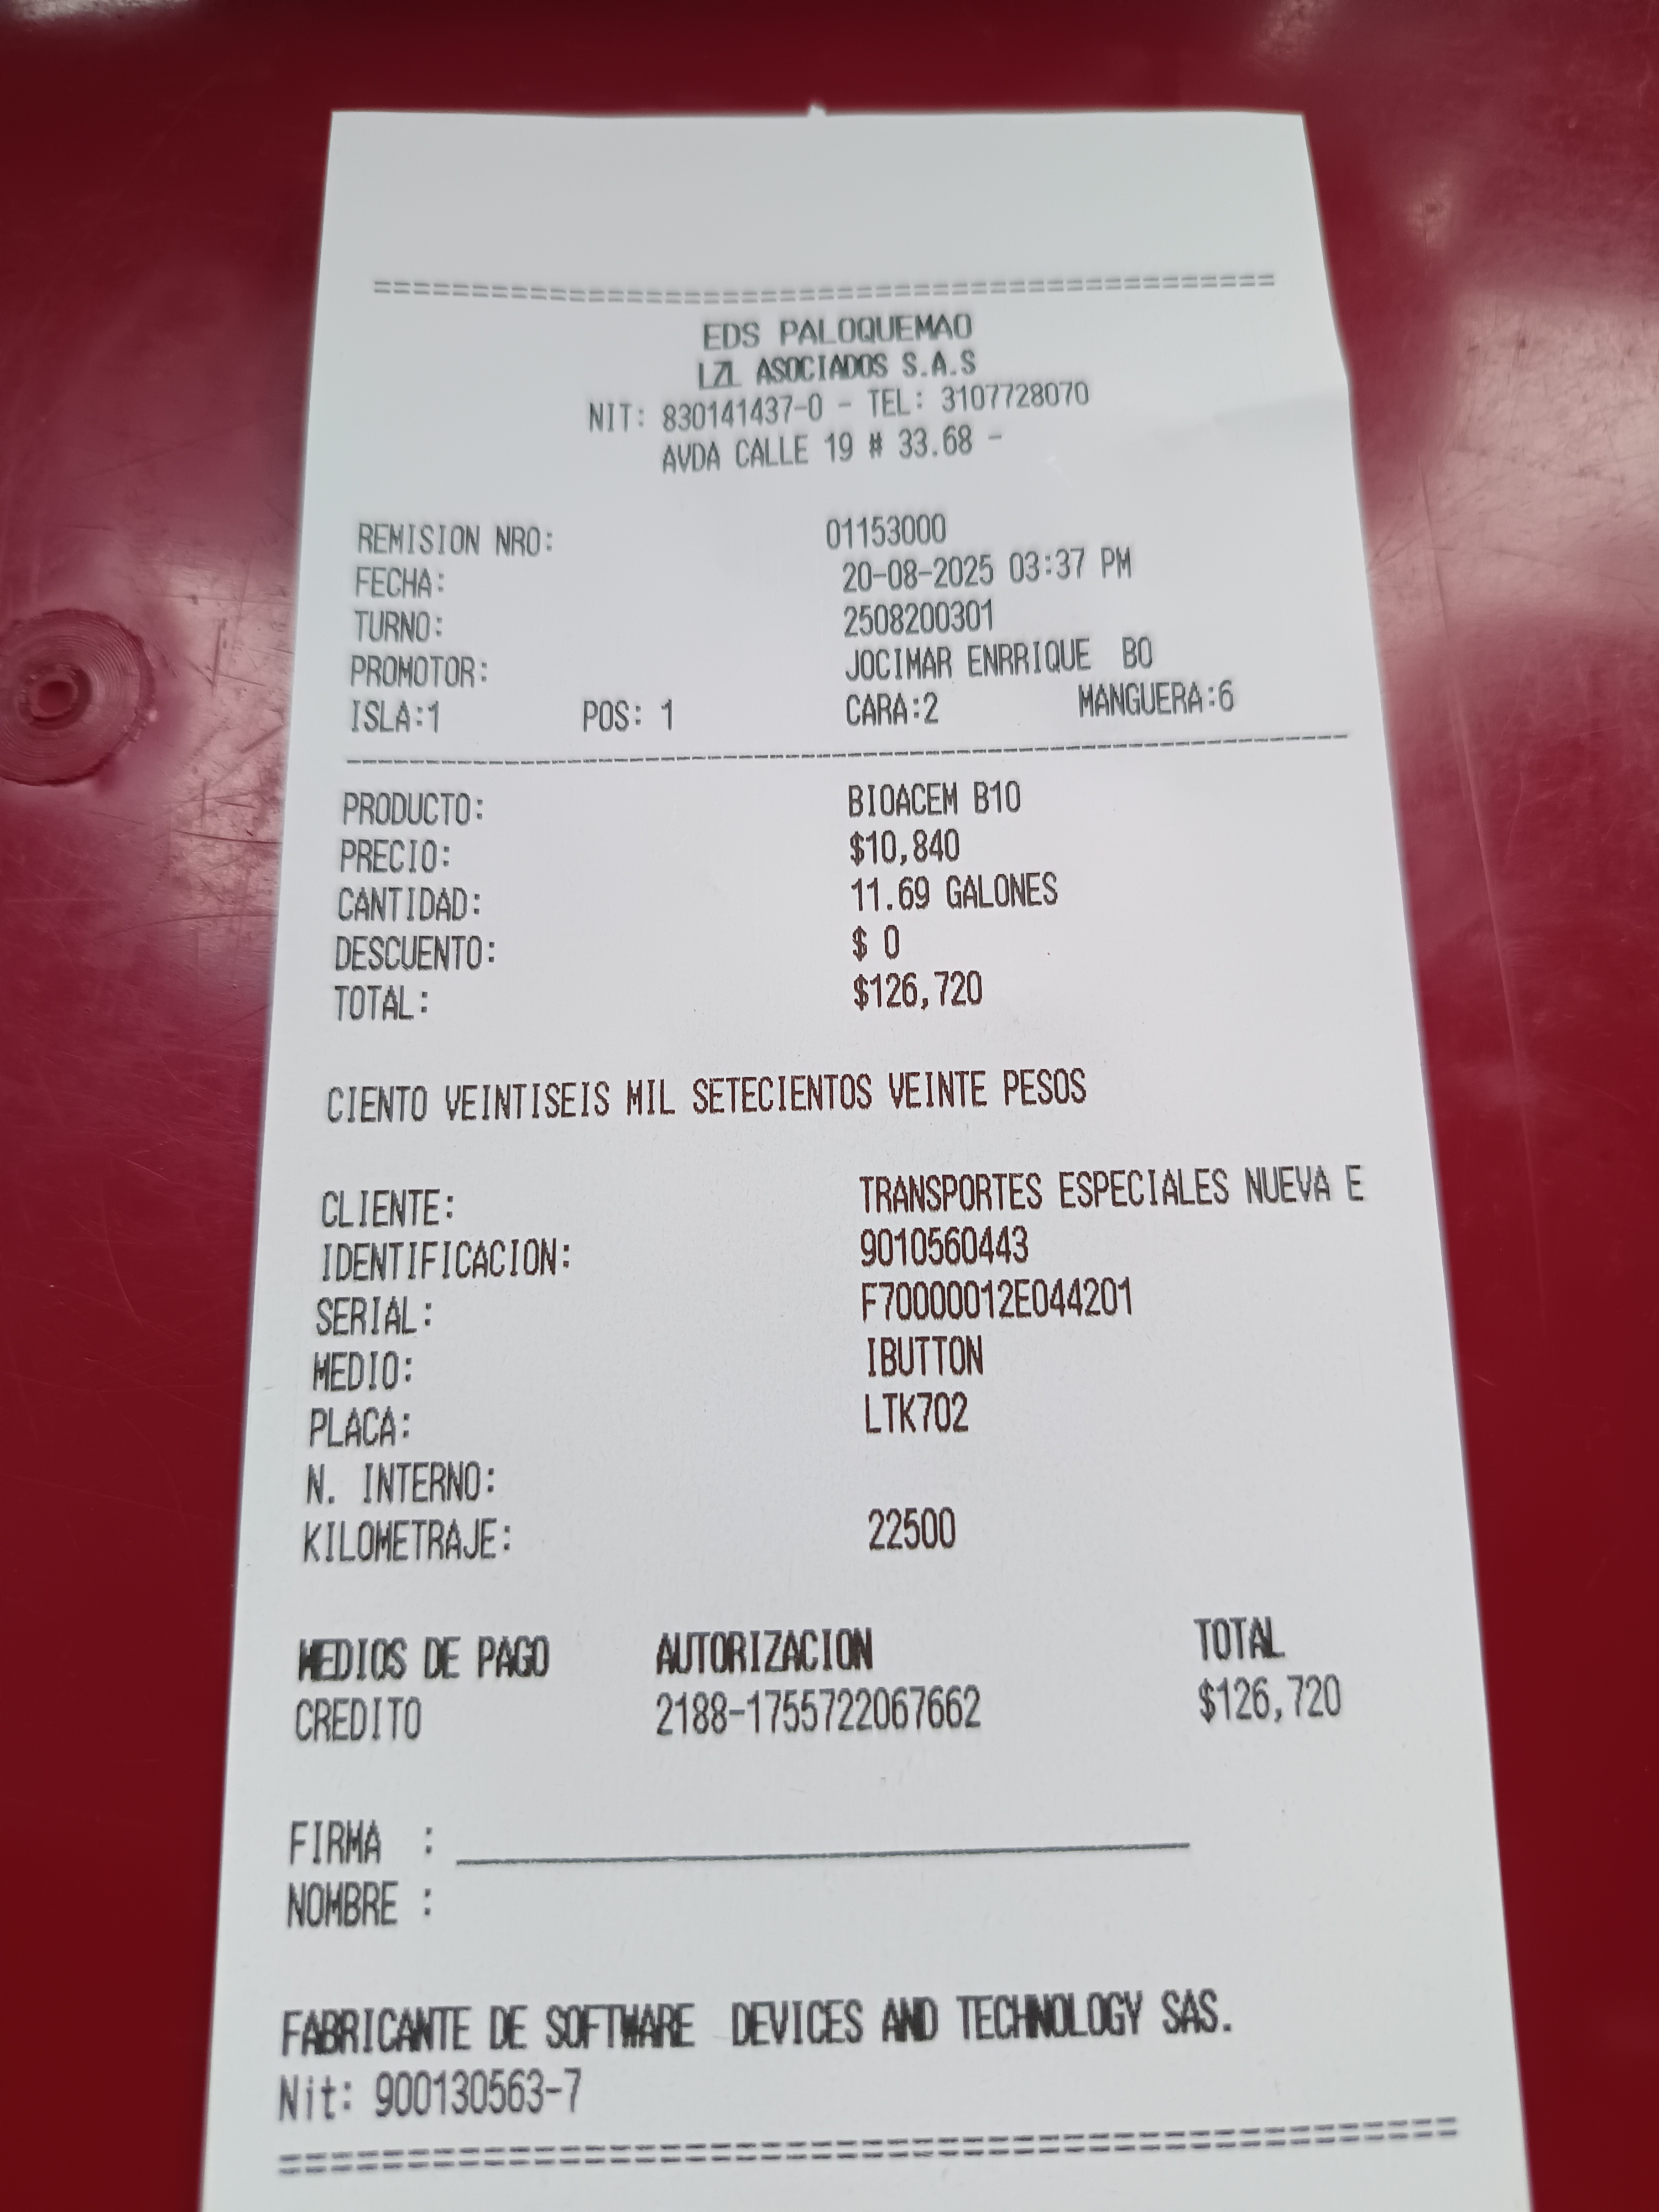 EDS PALOQUEMAO
LZL ASOCIADOS S.A.S
NIT: 830141437-0 - TEL: 3107728070
AVDA CALLE 19 # 33.68 -
REMISION NRO: 01153000
FECHA: 20-08-2025 03:37 PM
TURNO: 2508200301
PROMOTOR: JOCIMAR ENRRIQUE BO
ISLA:1 POS: 1 CARA:2 MANGUERA:6
PRODUCTO: BIOACEM B10
PRECIO: $10,840
CANTIDAD: 11.69 GALONES
DESCUENTO: $ 0
TOTAL: $126,720
CIENTO VEINTISEIS MIL SETECIENTOS VEINTE PESOS
CLIENTE: TRANSPORTES ESPECIALES NUEVA E
IDENTIFICACION: 9010560443
SERIAL: F70000012E044201
MEDIO: IBUTTON
PLACA: LTK702
N. INTERNO:
KILOMETRAJE: 22500
MEDIOS DE PAGO AUTORIZACION TOTAL
CREDITO 2188-1755722067662 $126,720
FIRMA :
NOMBRE :
FABRICANTE DE SOFTWARE DEVICES AND TECHNOLOGY SAS.
Nit: 900130563-7